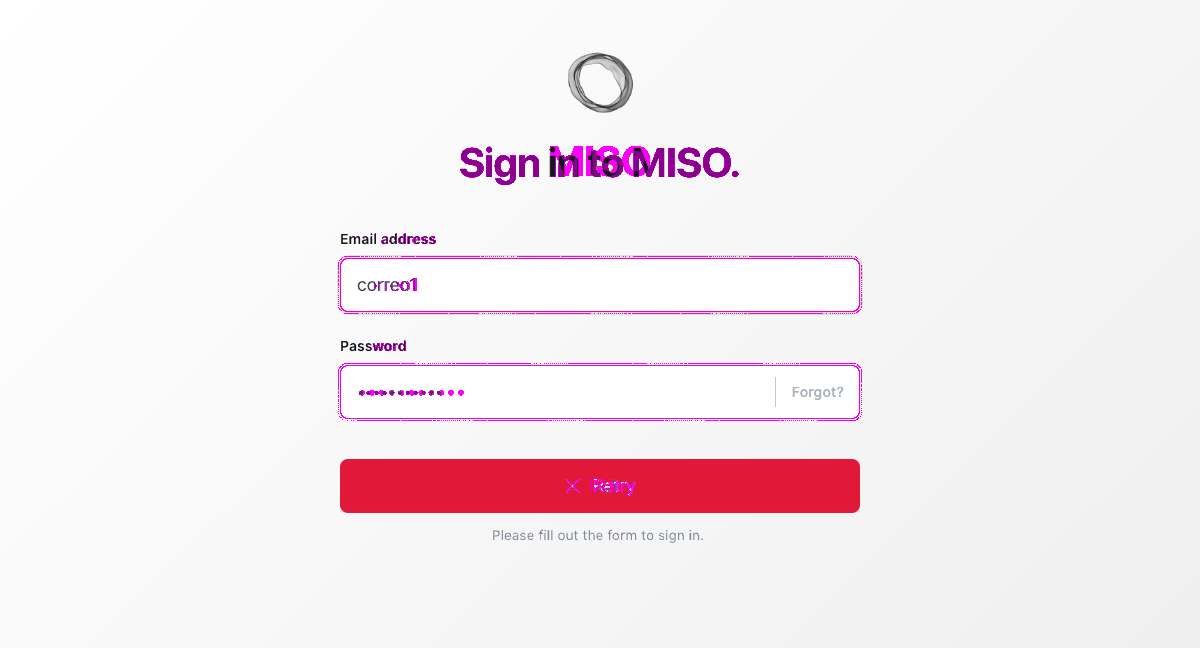 Sign in to MISO.
Email address
correo1
Password
Forgot?
Retry
Please fill out the form to sign in.